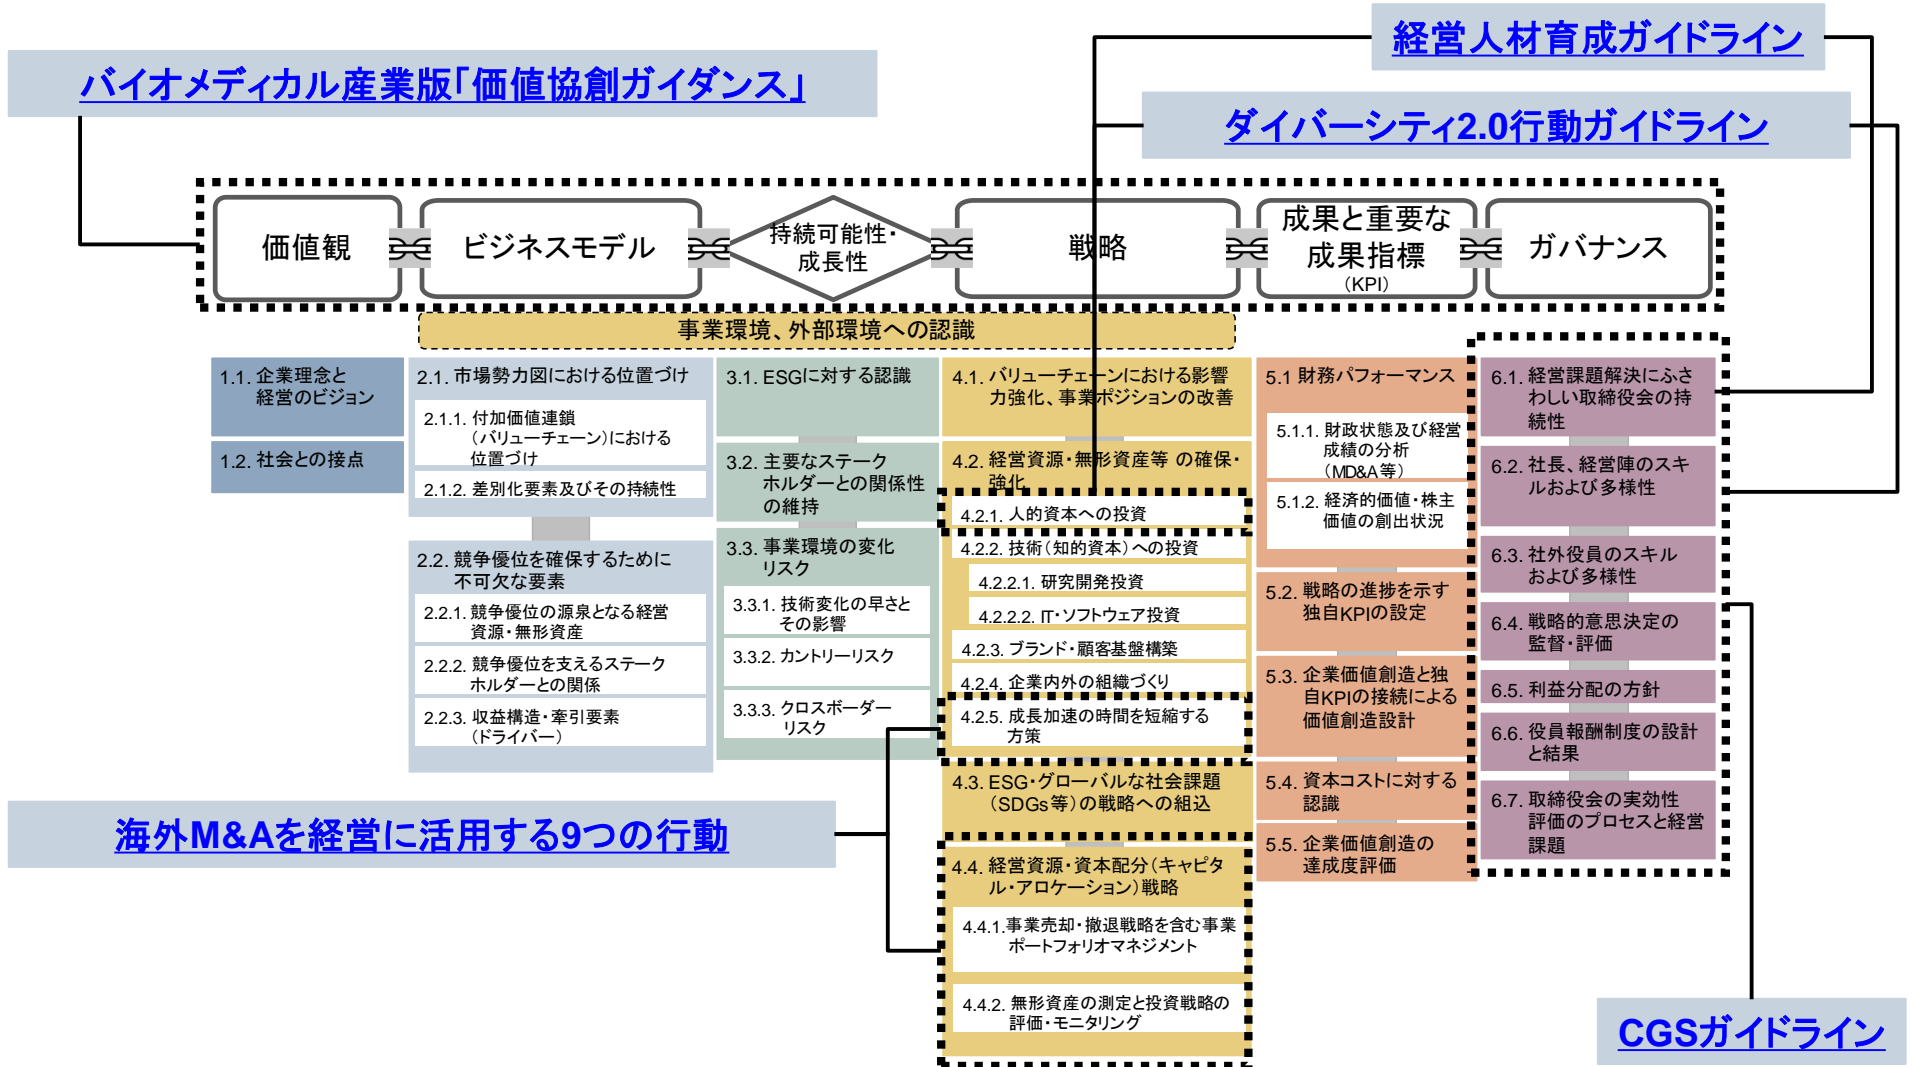 経営人材育成ガイドライン
バイオメディカル産業版「価値協創ガイダンス」
ダイバーシティ2.0行動ガイドライン
価値観
ビジネスモデル
持続可能性・
成長性
戦略
成果と重要な
成果指標
(KPI)
ガバナンス
事業環境、外部環境への認識
1.1. 企業理念と
経営のビジョン
1.2. 社会との接点
2.1. 市場勢力図における位置づけ
2.1.1. 付加価値連鎖
(バリューチェーン)における
位置づけ
2.1.2. 差別化要素及びその持続性
2.2. 競争優位を確保するために
不可欠な要素
2.2.1. 競争優位の源泉となる経営
資源・無形資産
2.2.2. 競争優位を支えるステーク
ホルダーとの関係
2.2.3. 収益構造・牽引要素
(ドライバー)
3.1. ESGに対する認識
3.2. 主要なステーク
ホルダーとの関係性
の維持
3.3. 事業環境の変化
リスク
3.3.1. 技術変化の早さと
その影響
3.3.2. カントリーリスク
3.3.3. クロスボーダー
リスク
4.1. バリューチェーンにおける影響
力強化、事業ポジションの改善
4.2. 経営資源・無形資産等 の確保・
強化
4.2.1. 人的資本への投資
4.2.2. 技術(知的資本)への投資
4.2.2.1. 研究開発投資
4.2.2.2. IT・ソフトウェア投資
4.2.3. ブランド・顧客基盤構築
4.2.4. 企業内外の組織づくり
4.2.5. 成長加速の時間を短縮する
方策
4.3. ESG・グローバルな社会課題
(SDGs等)の戦略への組込
4.4. 経営資源・資本配分(キャピタ
ル・アロケーション)戦略
4.4.1.事業売却・撤退戦略を含む事業
ポートフォリオマネジメント
4.4.2. 無形資産の測定と投資戦略の
評価・モニタリング
5.1 財務パフォーマンス
5.1.1. 財政状態及び経営
成績の分析
(MD&A等)
5.1.2. 経済的価値・株主
価値の創出状況
5.2. 戦略の進捗を示す
独自KPIの設定
5.3. 企業価値創造と独
自KPIの接続による
価値創造設計
5.4. 資本コストに対する
認識
5.5. 企業価値創造の
達成度評価
6.1. 経営課題解決にふさ
わしい取締役会の持
続性
6.2. 社長、経営陣のスキ
ルおよび多様性
6.3. 社外役員のスキル
および多様性
6.4. 戦略的意思決定の
監督・評価
6.5. 利益分配の方針
6.6. 役員報酬制度の設計
と結果
6.7. 取締役会の実効性
評価のプロセスと経営
課題
海外M&Aを経営に活用する9つの行動
CGSガイドライン